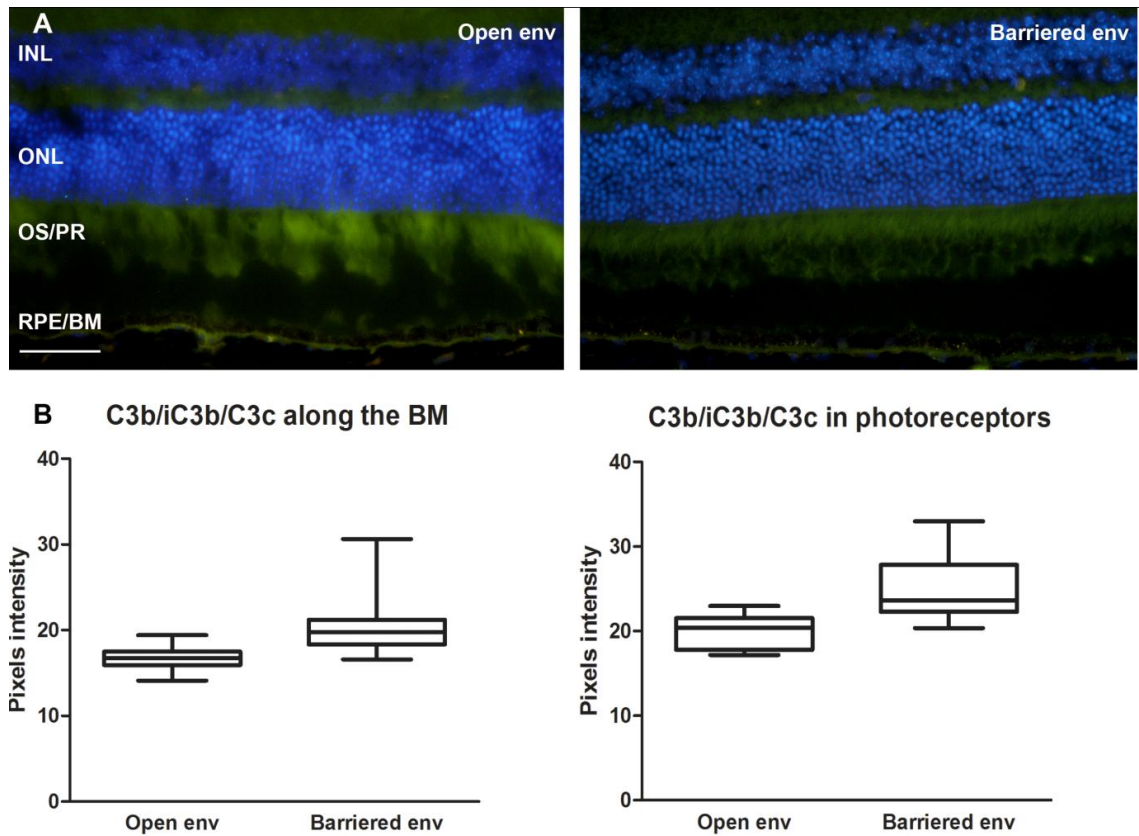 A
INL
Open env
Barriered env
ONL
OS/PR
RPE/BM
B
C3b/iC3b/C3c along the BM
Pixels intensity
40
30
20
10
0
Open env
Barriered env
C3b/iC3b/C3c in photoreceptors
Pixels intensity
40
30
20
10
0
Open env
Barriered env